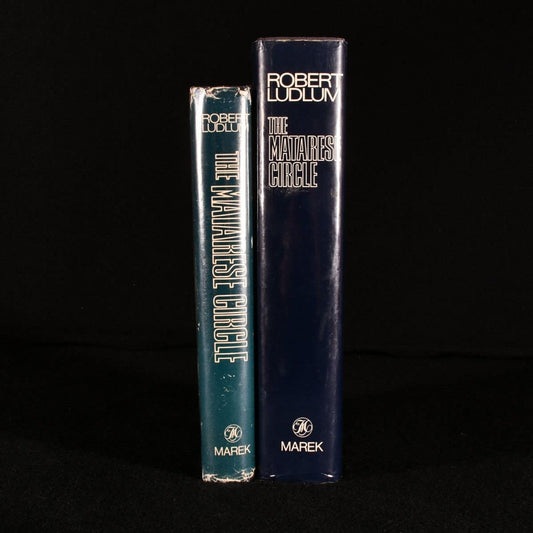 ROBERT
LUDLUM
THE MATARESE CIRCLE
MAREK
ROBERT
LUDLUM
THE
MATARESE
CIRCLE
MAREK